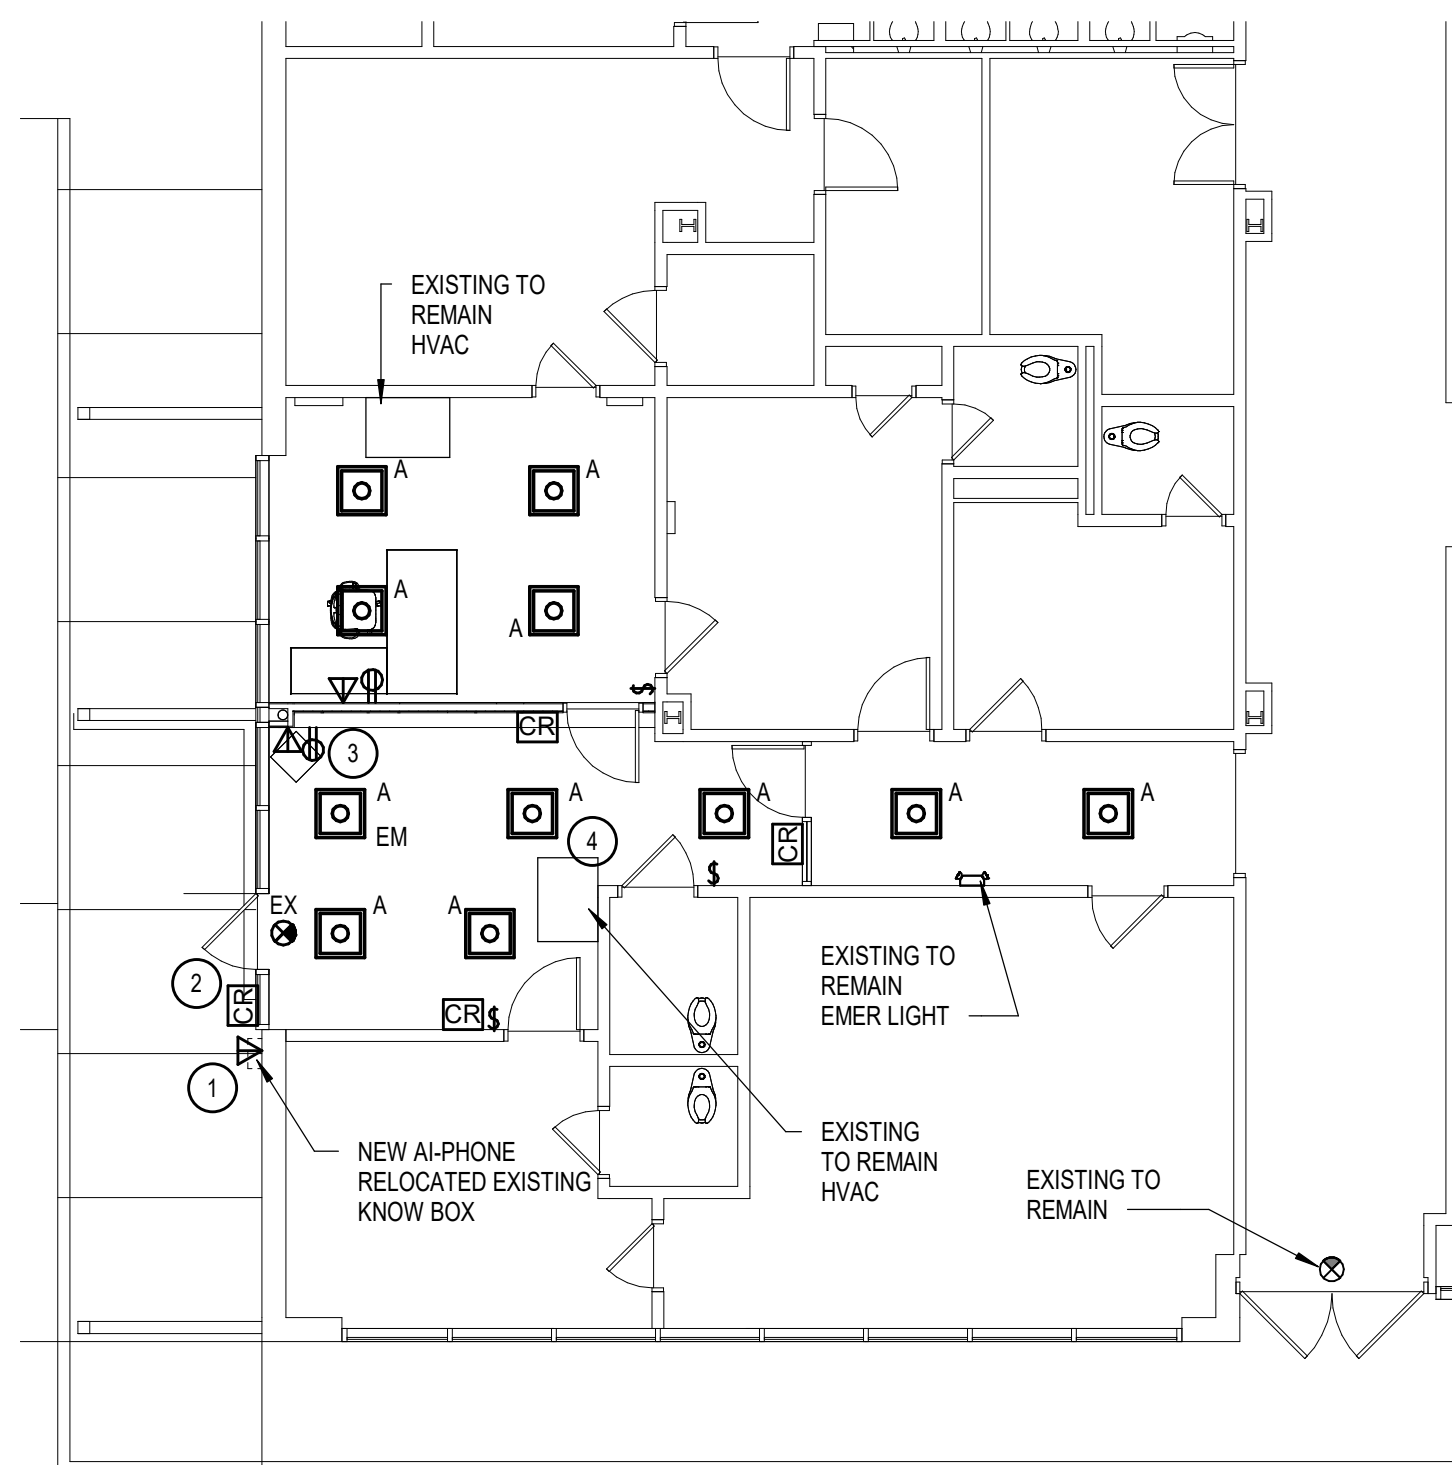 EXISTING TO
REMAIN
HVAC
A
A
A
A
$
CR
3
A
EM
A
4
A
CR
$
A
A
EX
A
A
2
CR
CR
$
1
EXISTING TO
REMAIN
EMER LIGHT
NEW AI-PHONE
RELOCATED EXISTING
KNOW BOX
EXISTING
TO REMAIN
HVAC
EXISTING TO
REMAIN